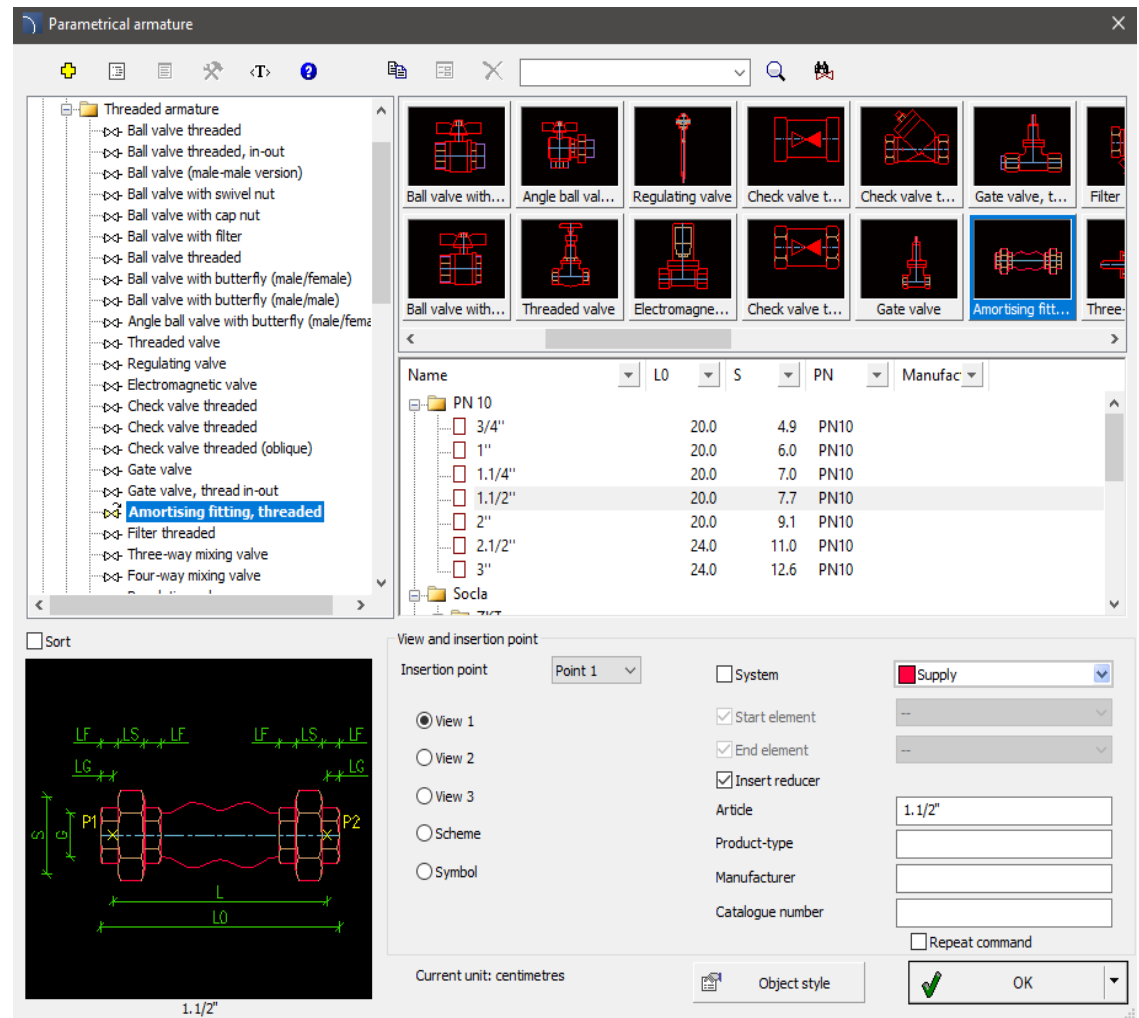 Parametrical armature
<T>
Threaded armature
Ball valve threaded
Ball valve threaded, in-out
Ball valve (male-male version)
Ball valve with swivel nut
Ball valve with cap nut
Ball valve with filter
Ball valve threaded
Ball valve with butterfly (male/female)
Ball valve with butterfly (male/male)
Angle ball valve with butterfly (male/fema
Threaded valve
Regulating valve
Electromagnetic valve
Check valve threaded
Check valve threaded
Check valve threaded (oblique)
Gate valve
Gate valve, thread in-out
Amortising fitting, threaded
Filter threaded
Three-way mixing valve
Four-way mixing valve
Ball valve with... Angle ball val... Regulating valve Check valve t... Check valve t... Gate valve, t... Filter
Ball valve with... Threaded valve Electromagne... Check valve t... Gate valve Amortising fitt... Three-
Name L0 S PN Manufac
PN 10
3/4'' 20.0 4.9 PN10
1'' 20.0 6.0 PN10
1.1/4'' 20.0 7.0 PN10
1.1/2'' 20.0 7.7 PN10
2'' 20.0 9.1 PN10
2.1/2'' 24.0 11.0 PN10
3'' 24.0 12.6 PN10
Socla
Sort
LF LS LF LF LS LF
LG LG
S G P1 P2
L
L0
1.1/2"
View and insertion point
Insertion point Point 1
View 1
View 2
View 3
Scheme
Symbol
System Supply
Start element --
End element --
Insert reducer
Article 1.1/2"
Product-type
Manufacturer
Catalogue number
Repeat command
Current unit: centimetres
Object style
OK